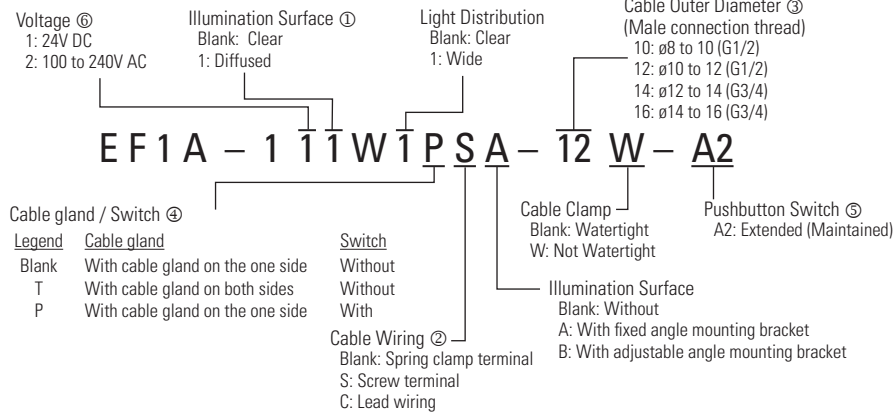 Voltage ⑥
1: 24V DC
2: 100 to 240V AC
Illumination Surface ①
Blank: Clear
1: Diffused
Light Distribution
Blank: Clear
1: Wide
Cable Outer Diameter ③
(Male connection thread)
10: ø8 to 10 (G1/2)
12: ø10 to 12 (G1/2)
14: ø12 to 14 (G3/4)
16: ø14 to 16 (G3/4)
EF1A – 1 1 1 W 1 P S A – 12 W – A2
Cable gland / Switch ④
Legend Cable gland Switch
Blank With cable gland on the one side Without
T With cable gland on both sides Without
P With cable gland on the one side With
Cable Wiring ②
Blank: Spring clamp terminal
S: Screw terminal
C: Lead wiring
Cable Clamp
Blank: Watertight
W: Not Watertight
Illumination Surface
Blank: Without
A: With fixed angle mounting bracket
B: With adjustable angle mounting bracket
Pushbutton Switch ⑤
A2: Extended (Maintained)